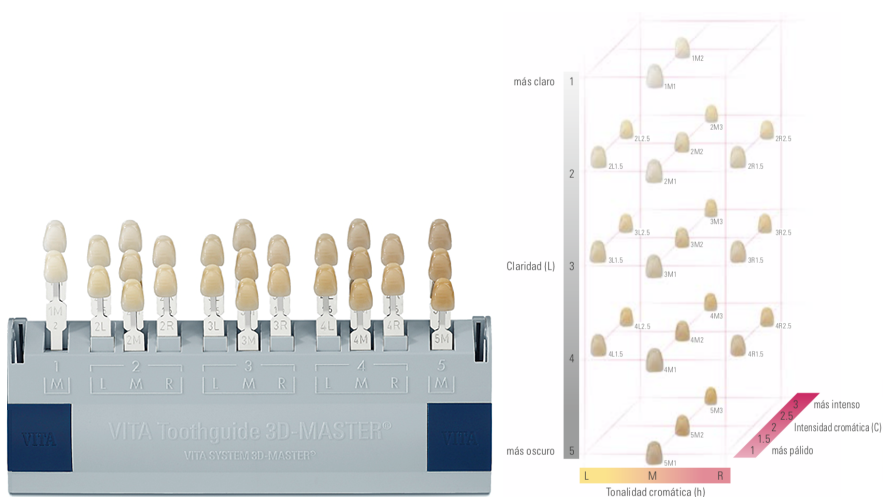 1M
2
2L
2M
2R
3L
3M
3R
4L
4M
4R
5M
1 2 3 4 5
M L M R L M R L M R M
VITA
VITA Toothguide 3D-MASTER®
VITA SYSTEM 3D-MASTER®
VITA
más claro
1
2
Claridad (L)
3
4
más oscuro
5
1M2
1M1
2M3
2L2.5
2R2.5
2M2
2L1.5
2R1.5
2M1
3M3
3L2.5
3R2.5
3M2
3L1.5
3R1.5
3M1
4M3
4L2.5
4R2.5
4M2
4L1.5
4R1.5
4M1
5M3
5M2
5M1
3 más intenso
2.5
2 Intensidad cromática (C)
1.5
1 más pálido
L M R
Tonalidad cromática (h)